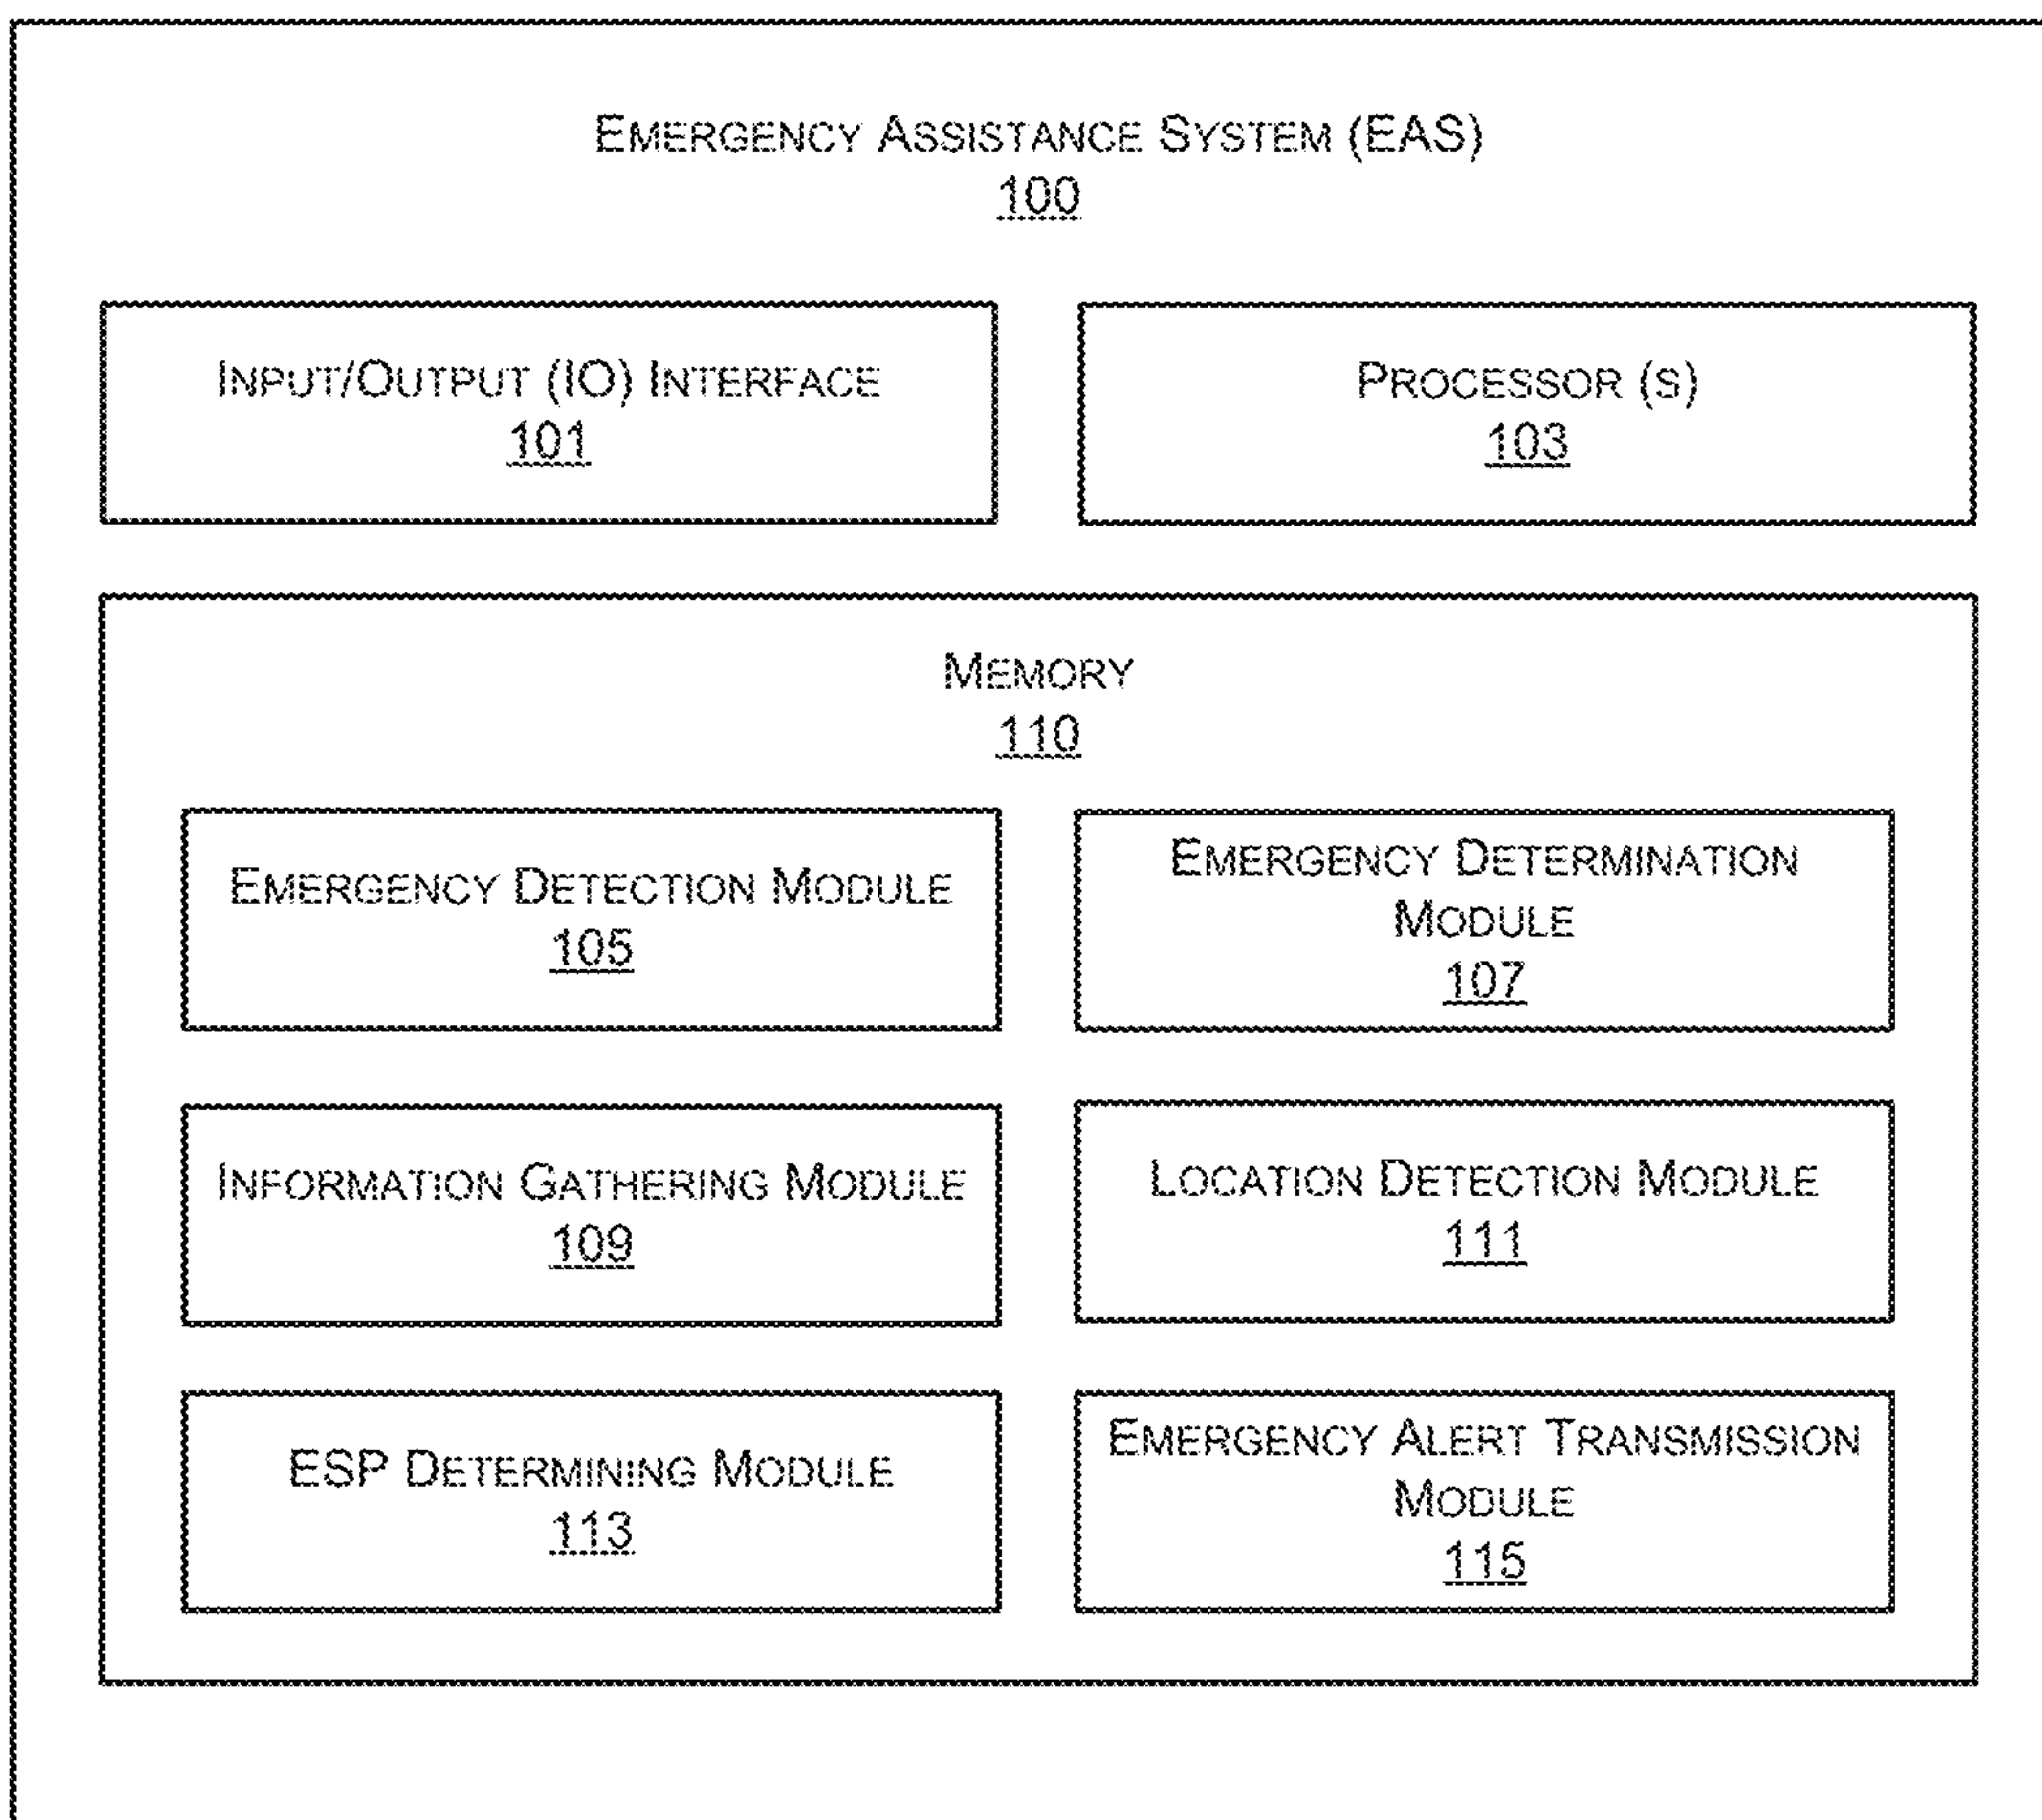 EMERGENCY ASSISTANCE SYSTEM (EAS)
100
INPUT/OUTPUT (IO) INTERFACE
101
PROCESSOR (S)
103
MEMORY
110
EMERGENCY DETECTION MODULE
105
EMERGENCY DETERMINATION
MODULE
107
INFORMATION GATHERING MODULE
109
LOCATION DETECTION MODULE
111
ESP DETERMINING MODULE
113
EMERGENCY ALERT TRANSMISSION
MODULE
115